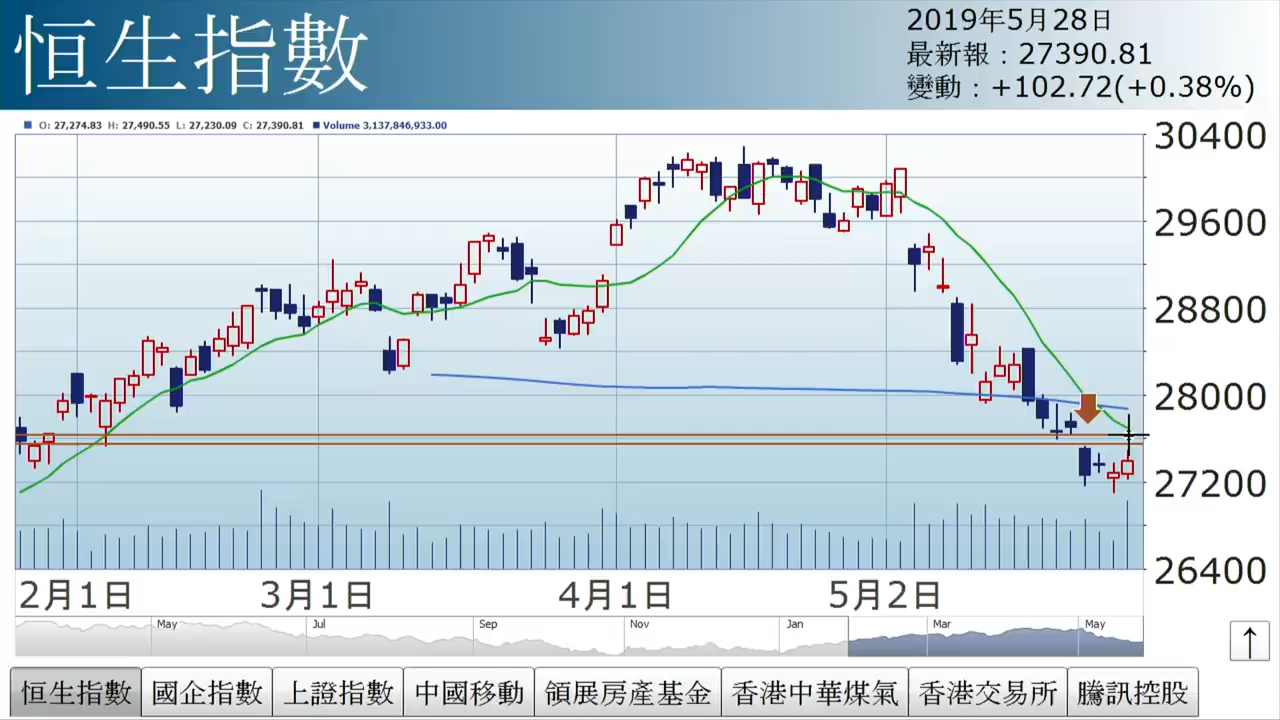 恒生指數
2019年5月28日
最新報：27390.81
變動：+102.72(+0.38%)
O: 27,274.83 H: 27,490.55 L: 27,230.09 C: 27,390.81 Volume 3,137,846,933.00
30400
29600
28800
28000
27200
26400
2月1日 3月1日 4月1日 5月2日
May Jul Sep Nov Jan Mar May
恒生指數 國企指數 上證指數 中國移動 領展房產基金 香港中華煤氣 香港交易所 騰訊控股